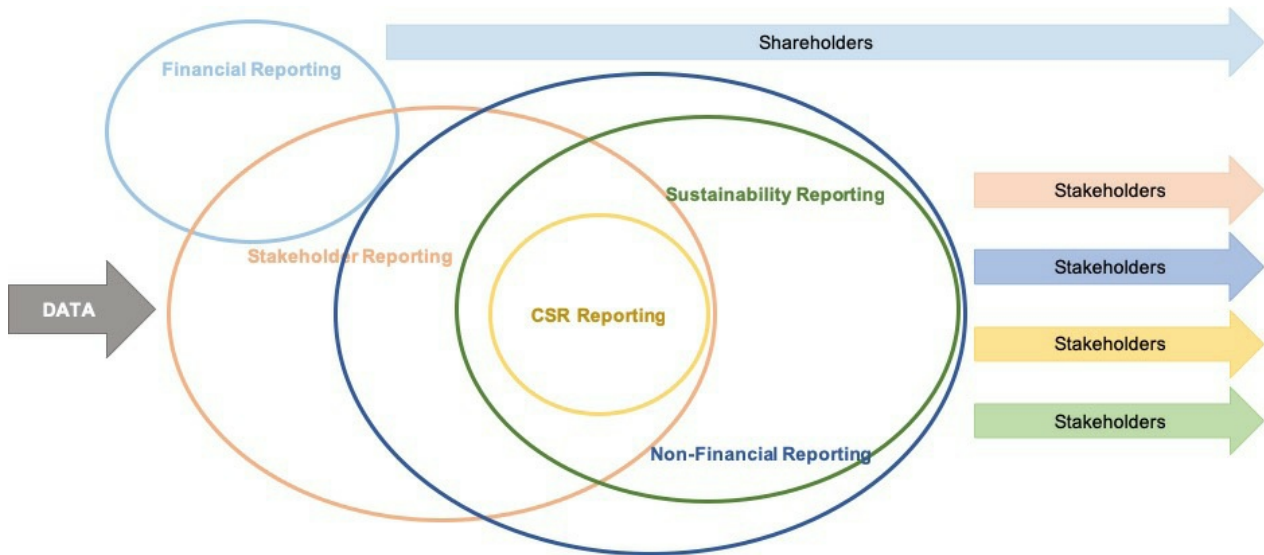 Shareholders
Financial Reporting
Sustainability Reporting
Stakeholders
Stakeholder Reporting
Stakeholders
DATA
CSR Reporting
Stakeholders
Stakeholders
Non-Financial Reporting